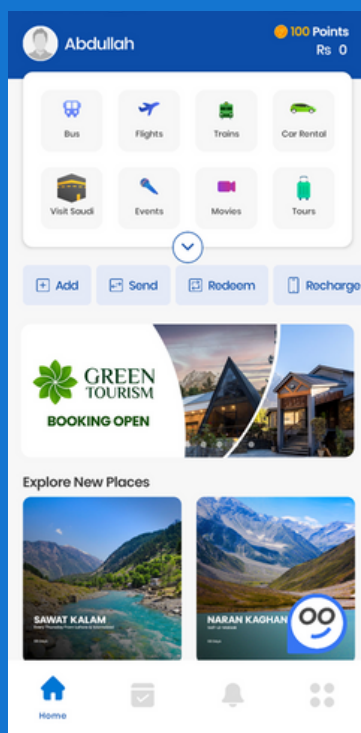 Abdullah
100 Points
Rs 0
Bus
Flights
Trains
Car Rental
Visit Saudi
Events
Movies
Tours
Add
Send
Redeem
Recharge
GREEN
TOURISM
BOOKING OPEN
Explore New Places
SAWAT KALAM
NARAN KAGHAN
Home